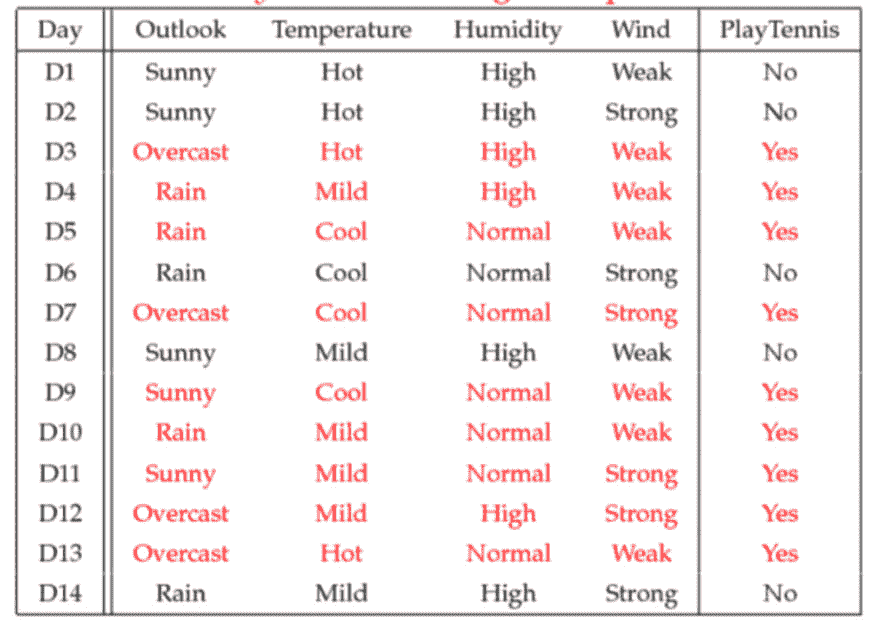 Day Outlook Temperature Humidity Wind PlayTennis
D1 Sunny Hot High Weak No
D2 Sunny Hot High Strong No
D3 Overcast Hot High Weak Yes
D4 Rain Mild High Weak Yes
D5 Rain Cool Normal Weak Yes
D6 Rain Cool Normal Strong No
D7 Overcast Cool Normal Strong Yes
D8 Sunny Mild High Weak No
D9 Sunny Cool Normal Weak Yes
D10 Rain Mild Normal Weak Yes
D11 Sunny Mild Normal Strong Yes
D12 Overcast Mild High Strong Yes
D13 Overcast Hot Normal Weak Yes
D14 Rain Mild High Strong No